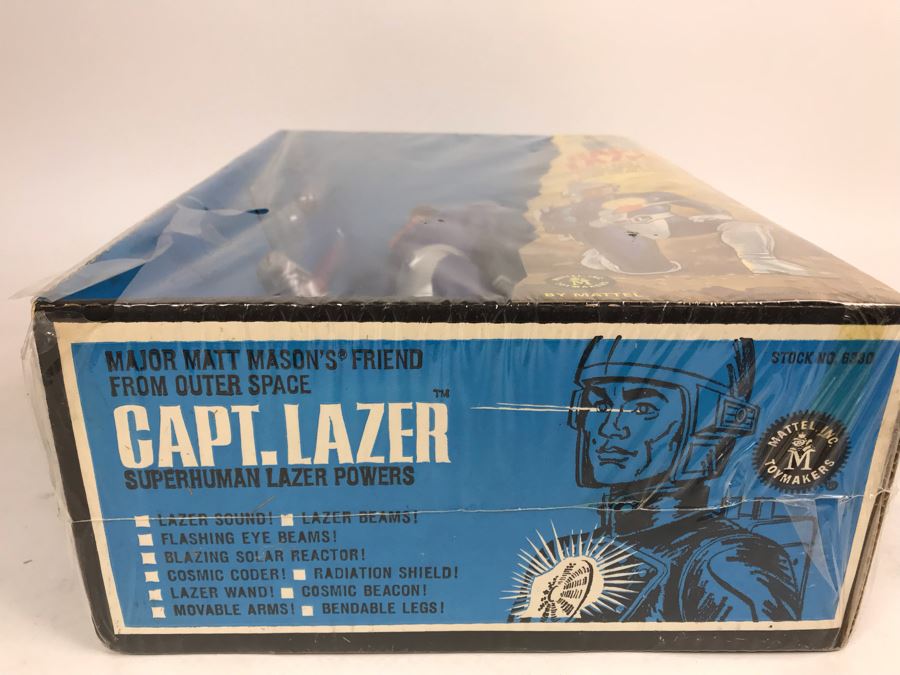 BY MATTEL
MAJOR MATT MASON'S® FRIEND
FROM OUTER SPACE
CAPT. LAZER™
SUPERHUMAN LAZER POWERS
LAZER SOUND! LAZER BEAMS!
FLASHING EYE BEAMS!
BLAZING SOLAR REACTOR!
COSMIC CODER! RADIATION SHIELD!
LAZER WAND! COSMIC BEACON!
MOVABLE ARMS! BENDABLE LEGS!
STOCK NO. 6330
MATTEL, INC.
M
TOYMAKERS